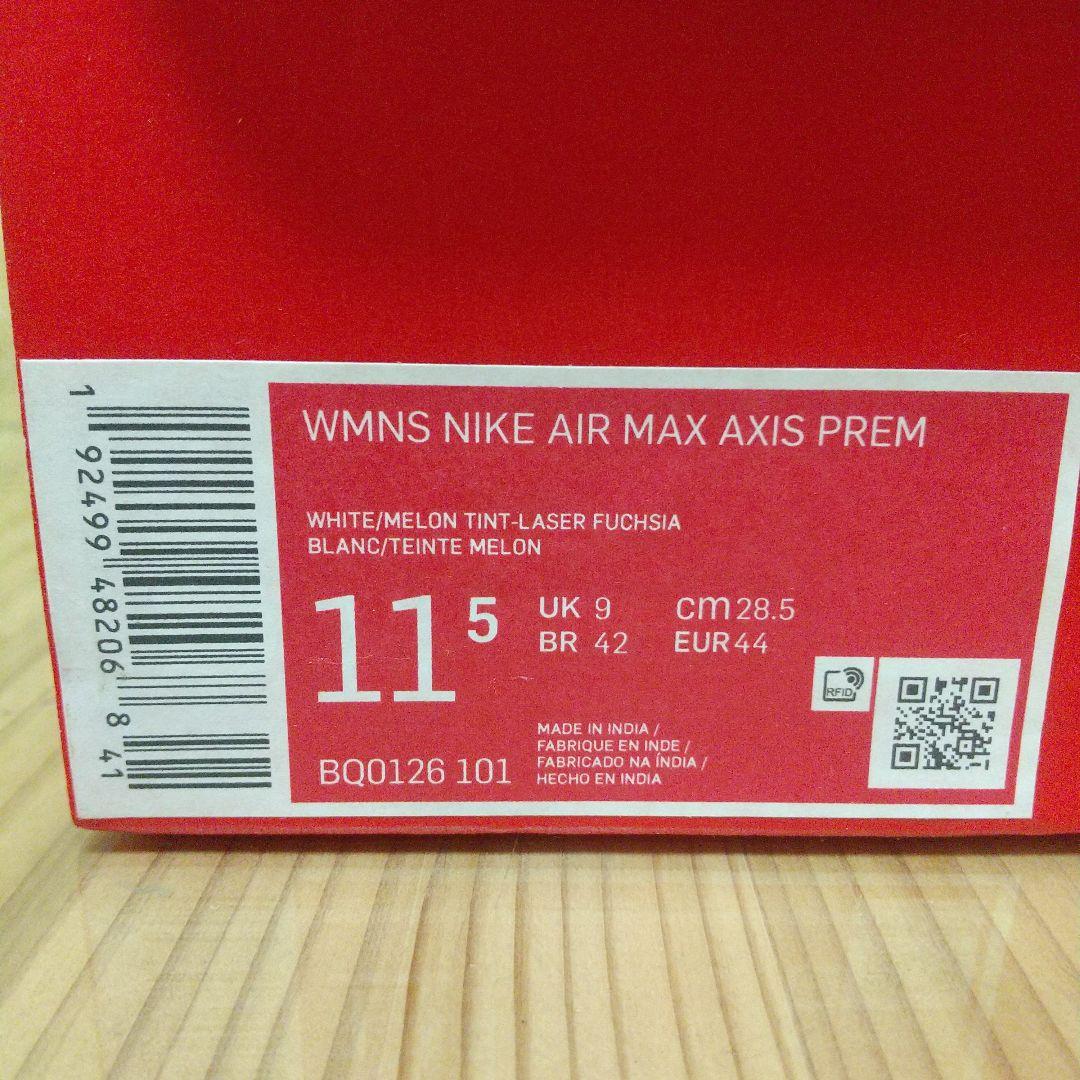 WMNS NIKE AIR MAX AXIS PREM
WHITE/MELON TINT-LASER FUCHSIA
BLANC/TEINTE MELON
11 5
UK 9 cm 28.5
BR 42 EUR 44
BQ0126 101
MADE IN INDIA /
FABRIQUE EN INDE /
FABRICADO NA ÍNDIA /
HECHO EN INDIA
RFID
1 92499 48206 8 41